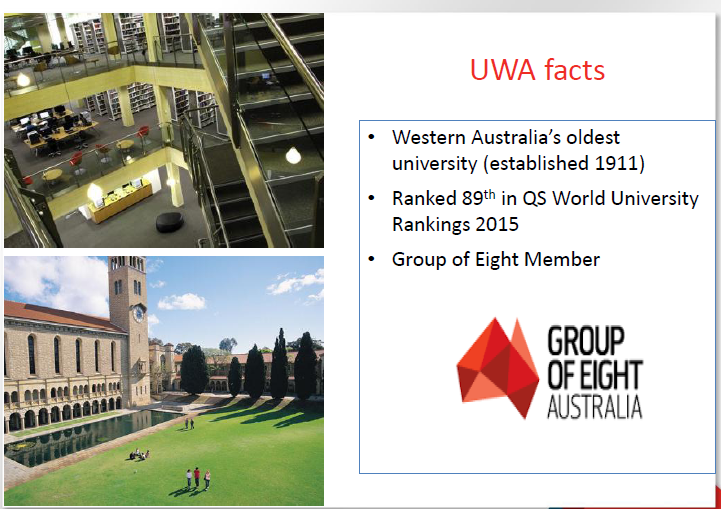 UWA facts
• Western Australia’s oldest
university (established 1911)
• Ranked 89th in QS World University
Rankings 2015
• Group of Eight Member
GROUP
OF EIGHT
AUSTRALIA